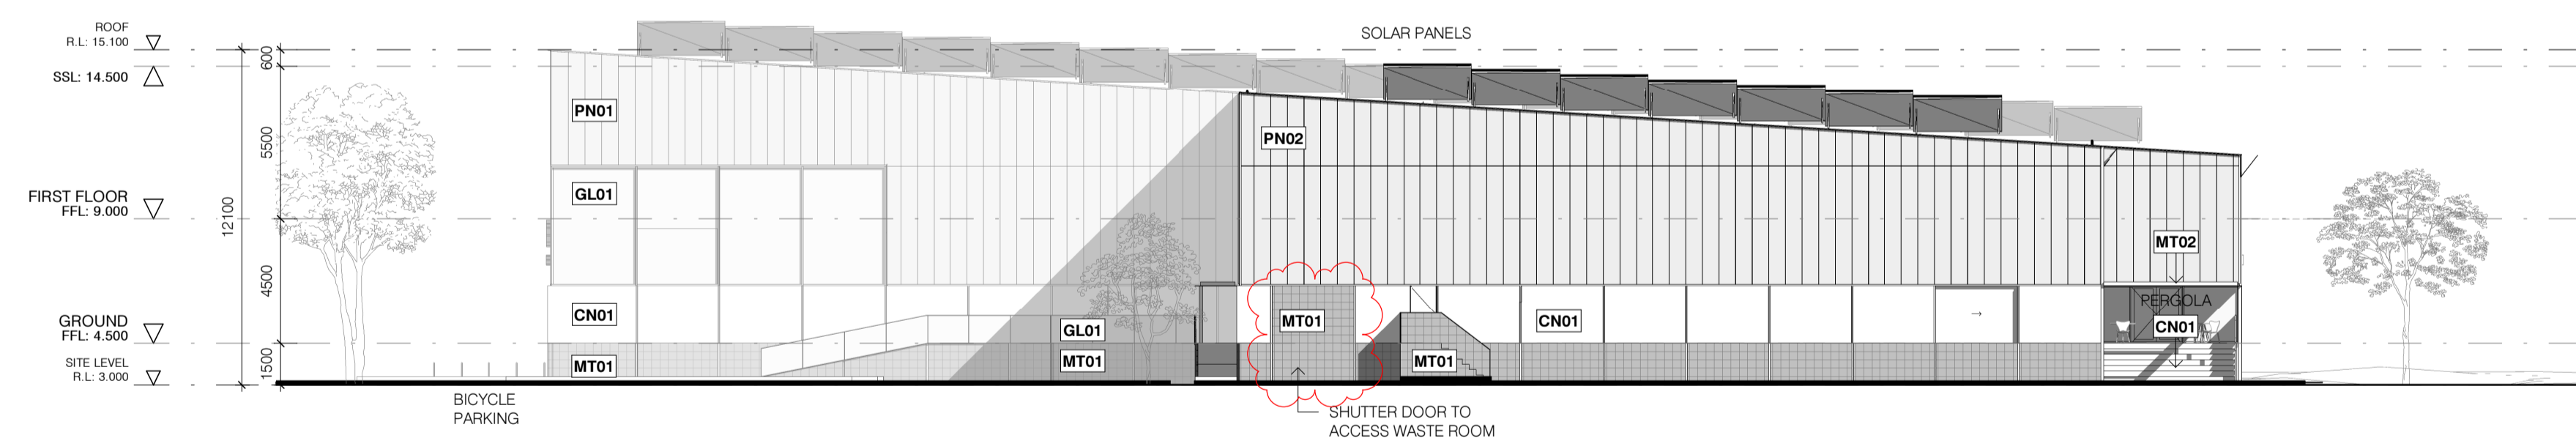 ROOF
R.L: 15.100
SSL: 14.500
FIRST FLOOR
FFL: 9.000
GROUND
FFL: 4.500
SITE LEVEL
R.L: 3.000
12100
600
5500
4500
1500
SOLAR PANELS
PN01
PN02
GL01
MT02
CN01
GL01
MT01
CN01
PERGOLA
CN01
MT01
MT01
MT01
BICYCLE
PARKING
SHUTTER DOOR TO
ACCESS WASTE ROOM